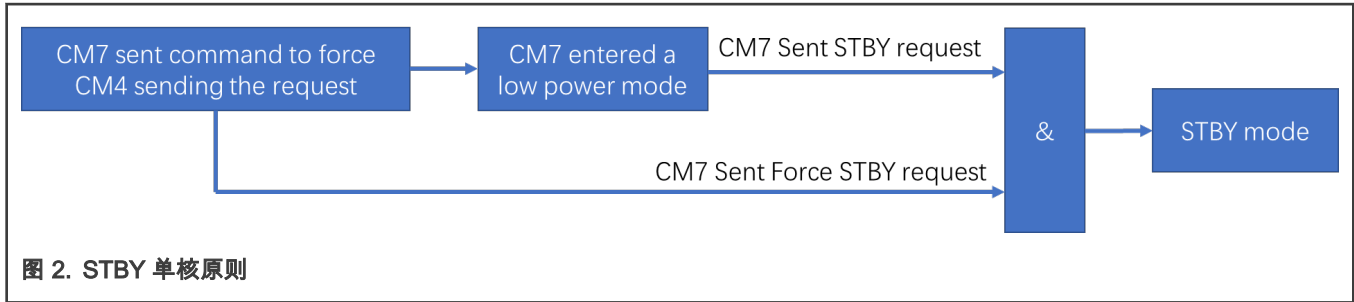 CM7 sent command to force
CM4 sending the request
CM7 entered a
low power mode
CM7 Sent STBY request
&
STBY mode
CM7 Sent Force STBY request
图 2. STBY 单核原则